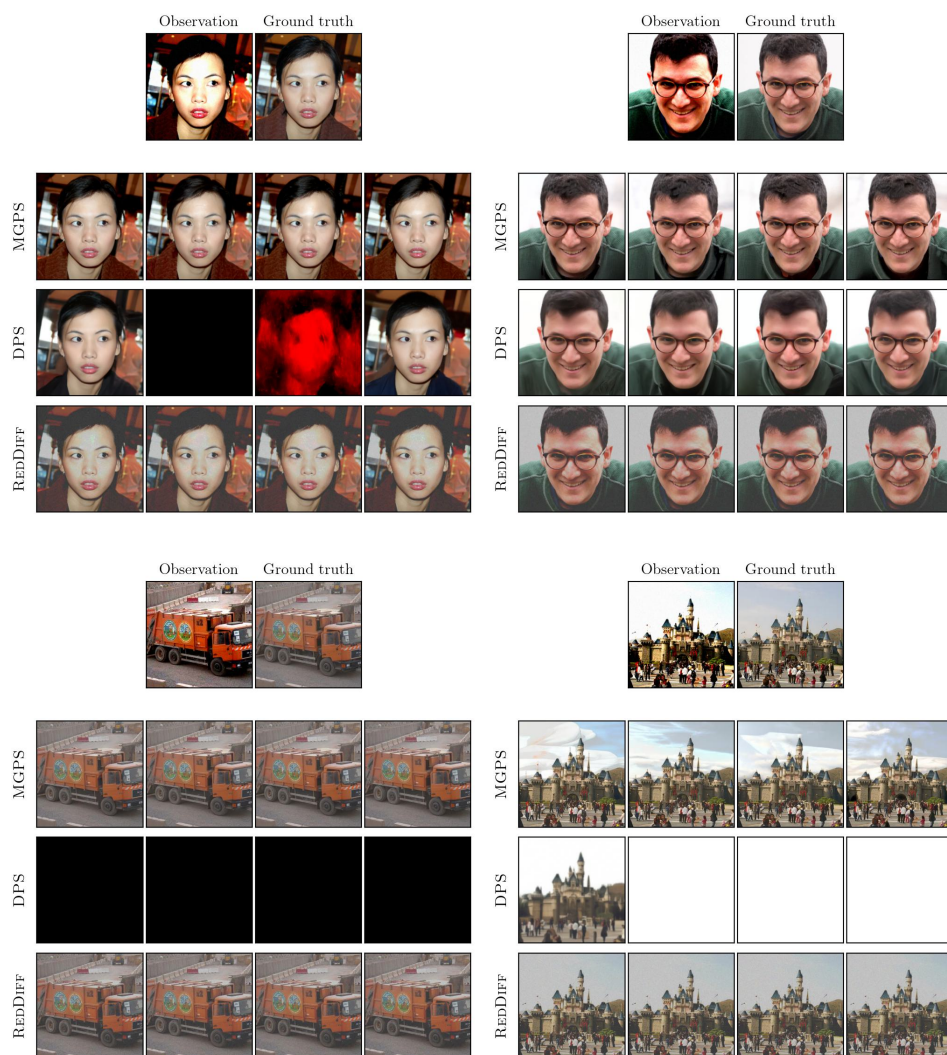 Observation Ground truth
Observation Ground truth
MGPS
DPS
REDDIFF
MGPS
DPS
REDDIFF
Observation Ground truth
Observation Ground truth
MGPS
DPS
REDDIFF
MGPS
DPS
REDDIFF